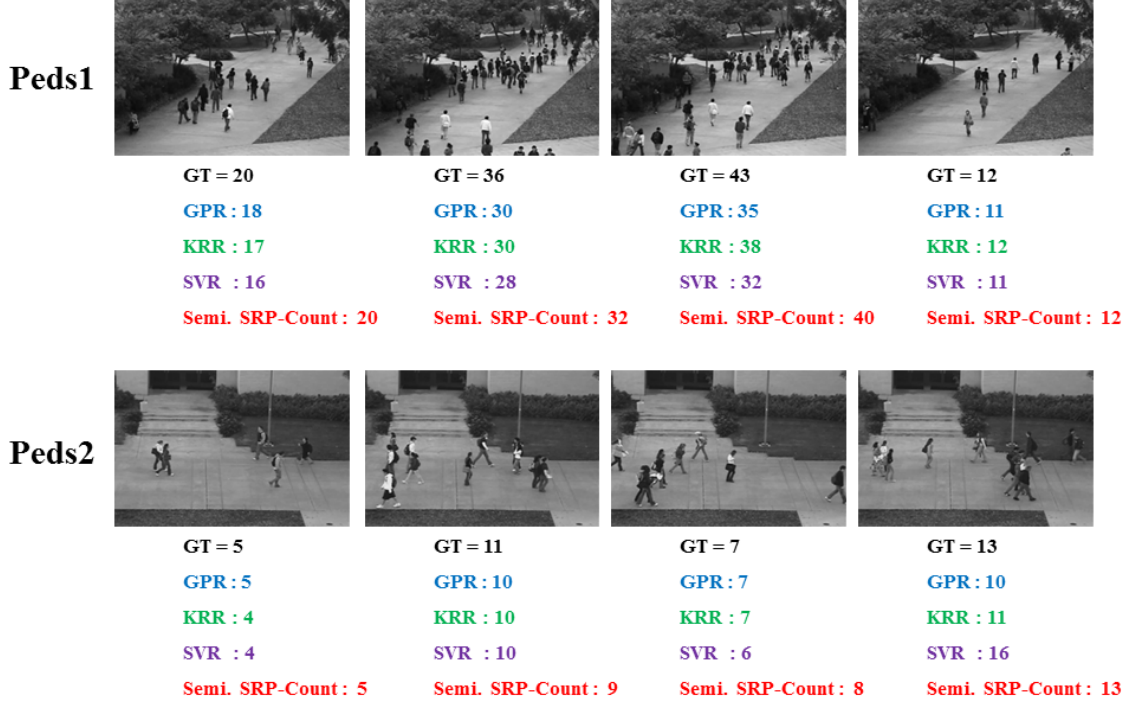 Peds1
GT = 20 GT = 36 GT = 43 GT = 12
GPR : 18 GPR : 30 GPR : 35 GPR : 11
KRR : 17 KRR : 30 KRR : 38 KRR : 12
SVR : 16 SVR : 28 SVR : 32 SVR : 11
Semi. SRP-Count : 20 Semi. SRP-Count : 32 Semi. SRP-Count : 40 Semi. SRP-Count : 12
Peds2
GT = 5 GT = 11 GT = 7 GT = 13
GPR : 5 GPR : 10 GPR : 7 GPR : 10
KRR : 4 KRR : 10 KRR : 7 KRR : 11
SVR : 4 SVR : 10 SVR : 6 SVR : 16
Semi. SRP-Count : 5 Semi. SRP-Count : 9 Semi. SRP-Count : 8 Semi. SRP-Count : 13